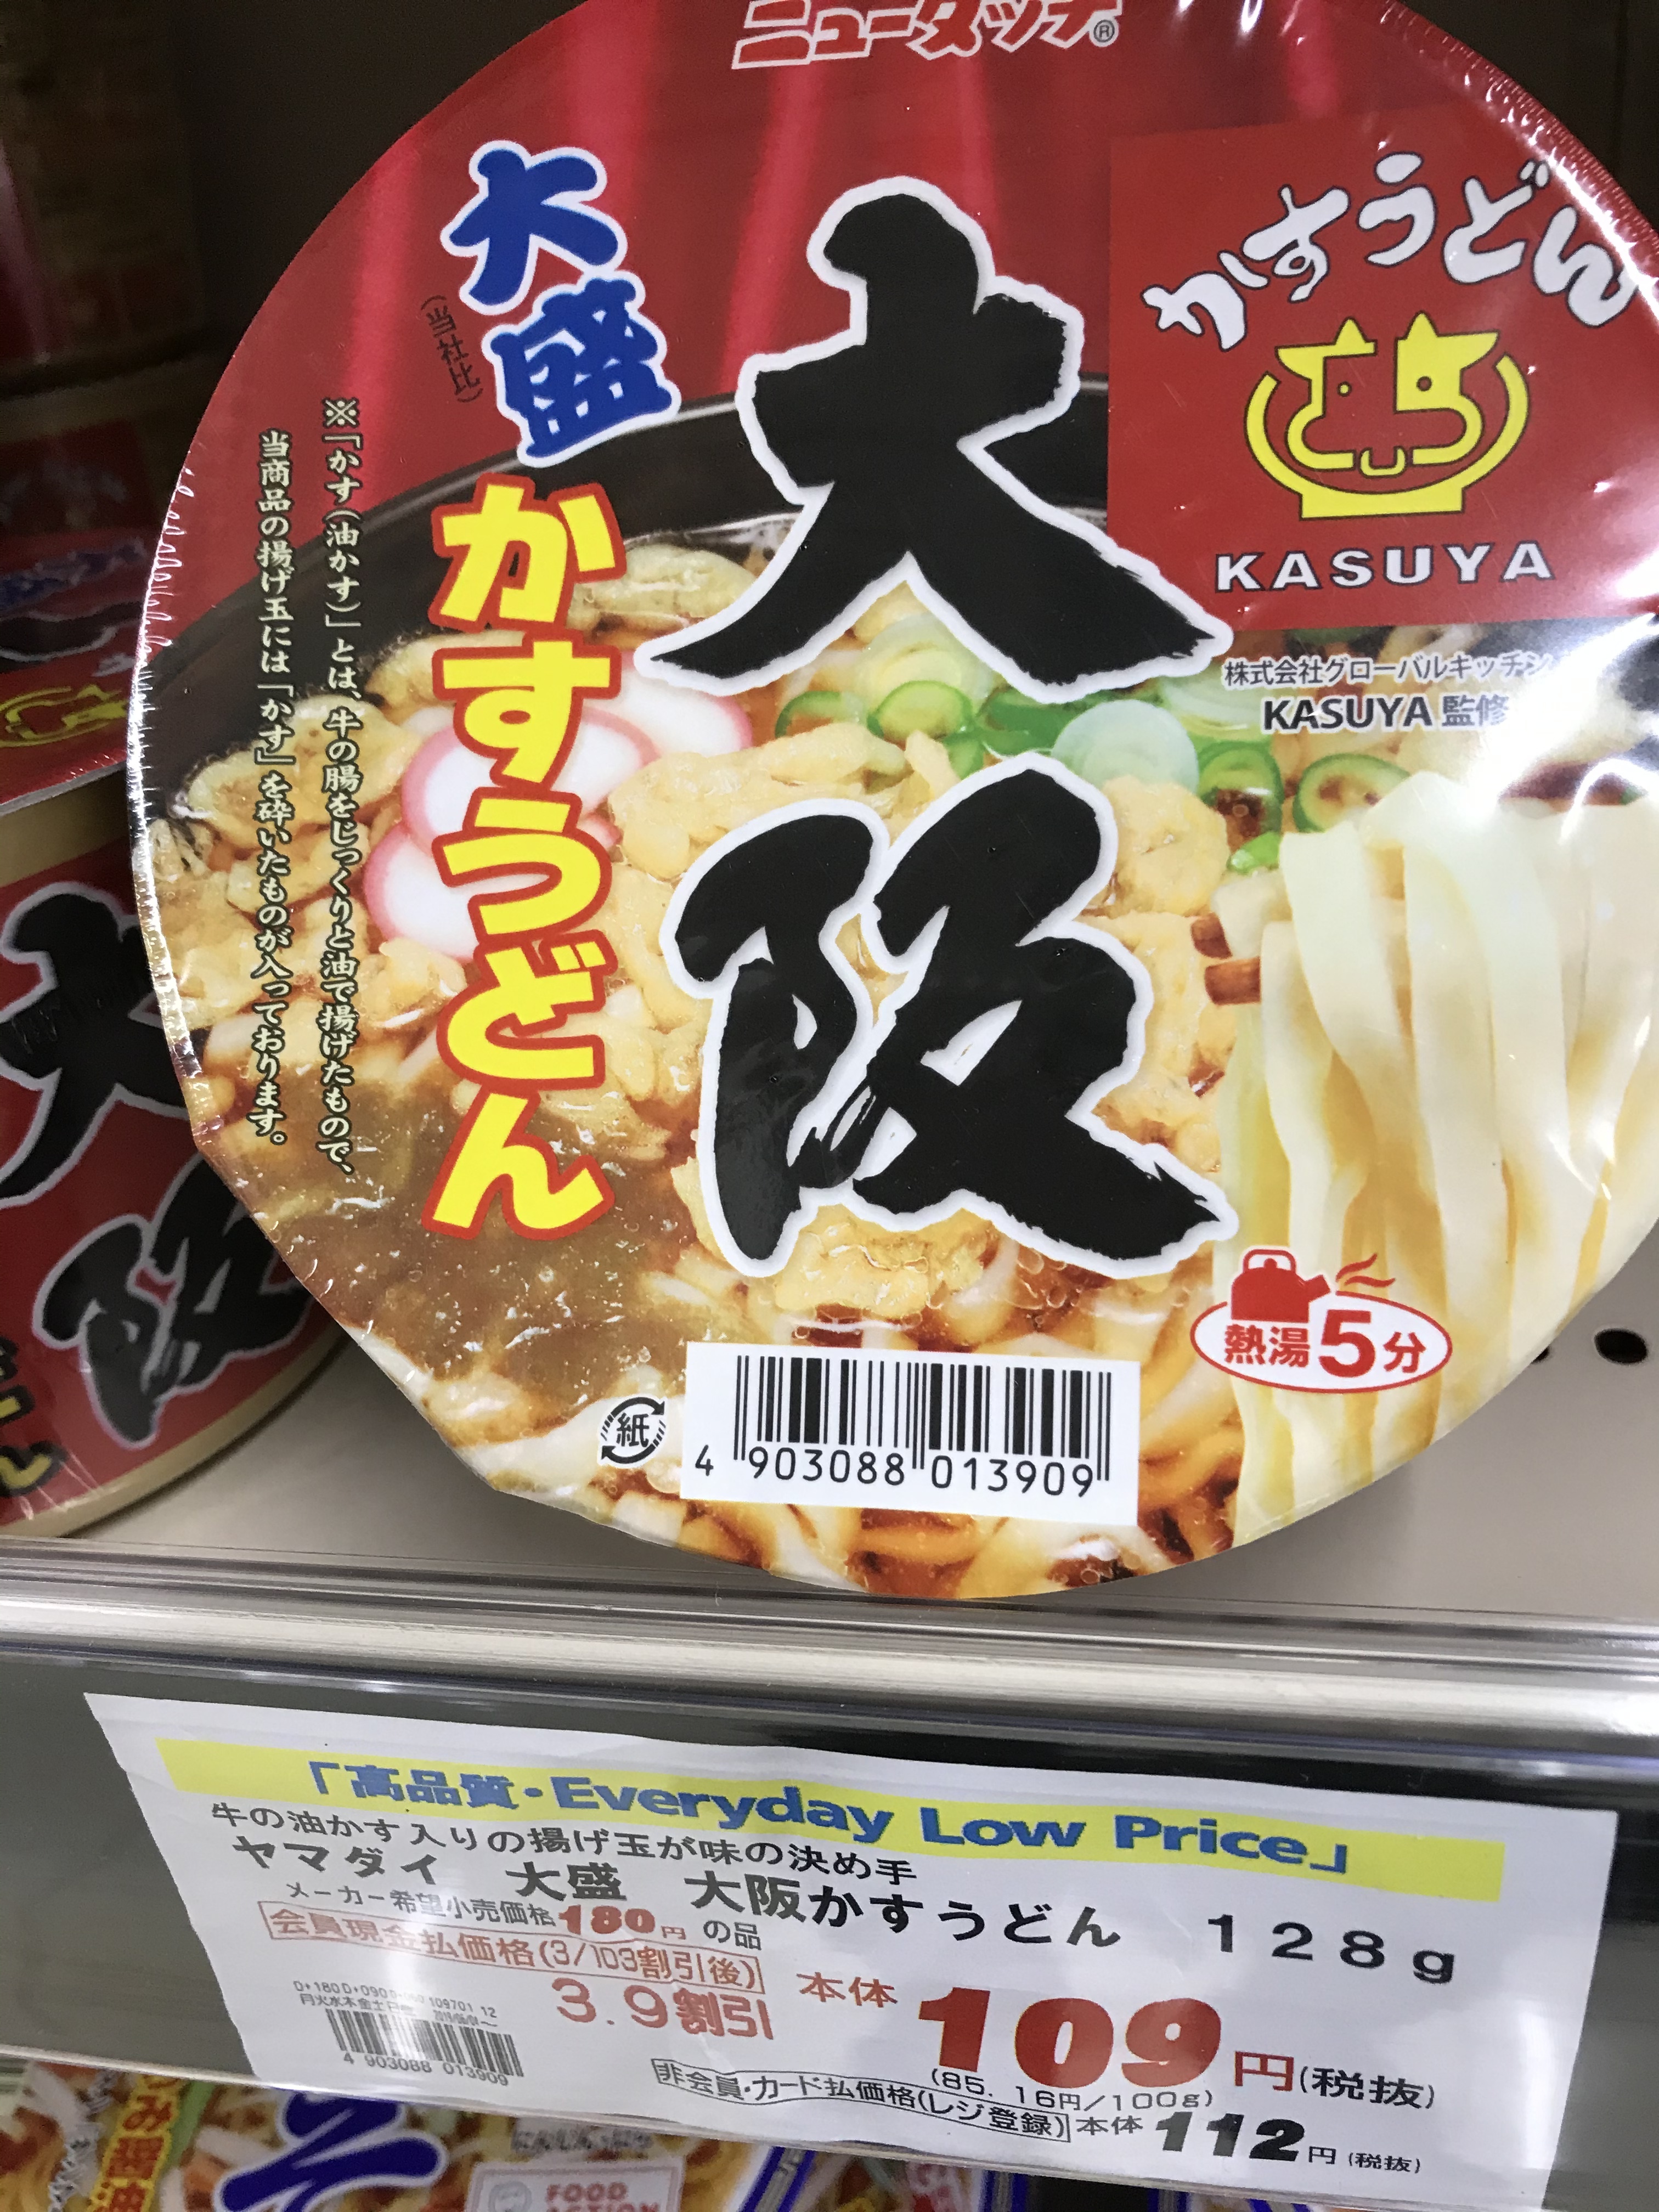 ニュータッチ®
大盛
(当社比)
大阪
かすうどん
かすうどん
KASUYA
株式会社グローバルキッチン
KASUYA 監修
※「かす(油かす)」とは、牛の腸をじっくりと油で揚げたもので、
当商品の揚げ玉には「かす」を砕いたものが入っております。
熱湯5分
紙
4 903088 013909
大阪
「高品質・Everyday Low Price」
牛の油かす入りの揚げ玉が味の決め手
ヤマダイ 大盛 大阪かすうどん 128g
メーカー希望小売価格180円の品
会員現金払価格(3/103割引後)
3.9割引
本体109円(税抜)
(85.16円/100g)
月火水木金土日
4 903088 013909
非会員・カード払価格(レジ登録)本体112円(税抜)
FOOD